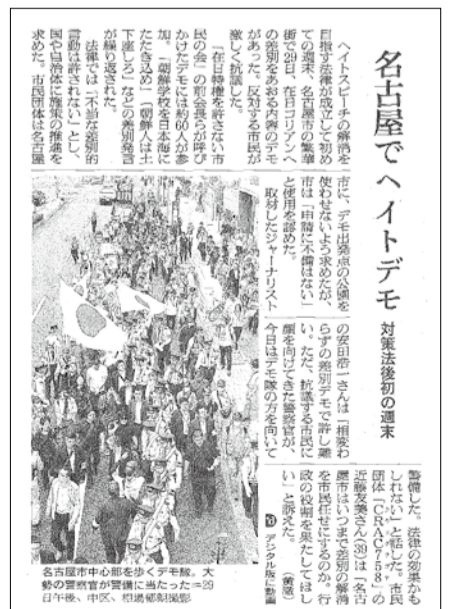 名古屋でヘイトデモ
対策法後初の週末
ヘイトスピーチの解消を
目指す法律が成立して初め
ての週末、名古屋市の繁華
街で29日、在日コリアンへ
の差別をあおる内容のデモ
があった。反対する市民が
激しく抗議した。
「在日特権を許さない市
民の会」の前会長らが呼び
かけたデモには約60人が参
加。「朝鮮学校を日本海に
たたき込め」「朝鮮人は土
下座しろ」などの差別発言
が繰り返された。
法律では「不当な差別的
言動は許されない」とし、
国や自治体に施策の推進を
求めた。市民団体は名古屋
市に、デモ出発点の公園を
使わせないよう求めたが、
市は「申請に不備はない」
と使用を認めた。
取材したジャーナリスト
の安田浩一さんは「相変わ
らずの差別デモで許し難
い。ただ、抗議する市民に
顔を向けてきた警察官が、
今日はデモ隊の方を向いて
警備した。法律の効果かも
しれない」と話した。市民
団体「CRAC758」の
近藤友美さん(39)は「名古
屋市はいつまで差別の解消
を市民任せにするのか。行
政の役割を果たしてほし
い」と訴えた。
デジタル版に動画
名古屋市中心部を歩くデモ隊。大
勢の警察官が警備に当たった=29
日午後、中区、
撮影